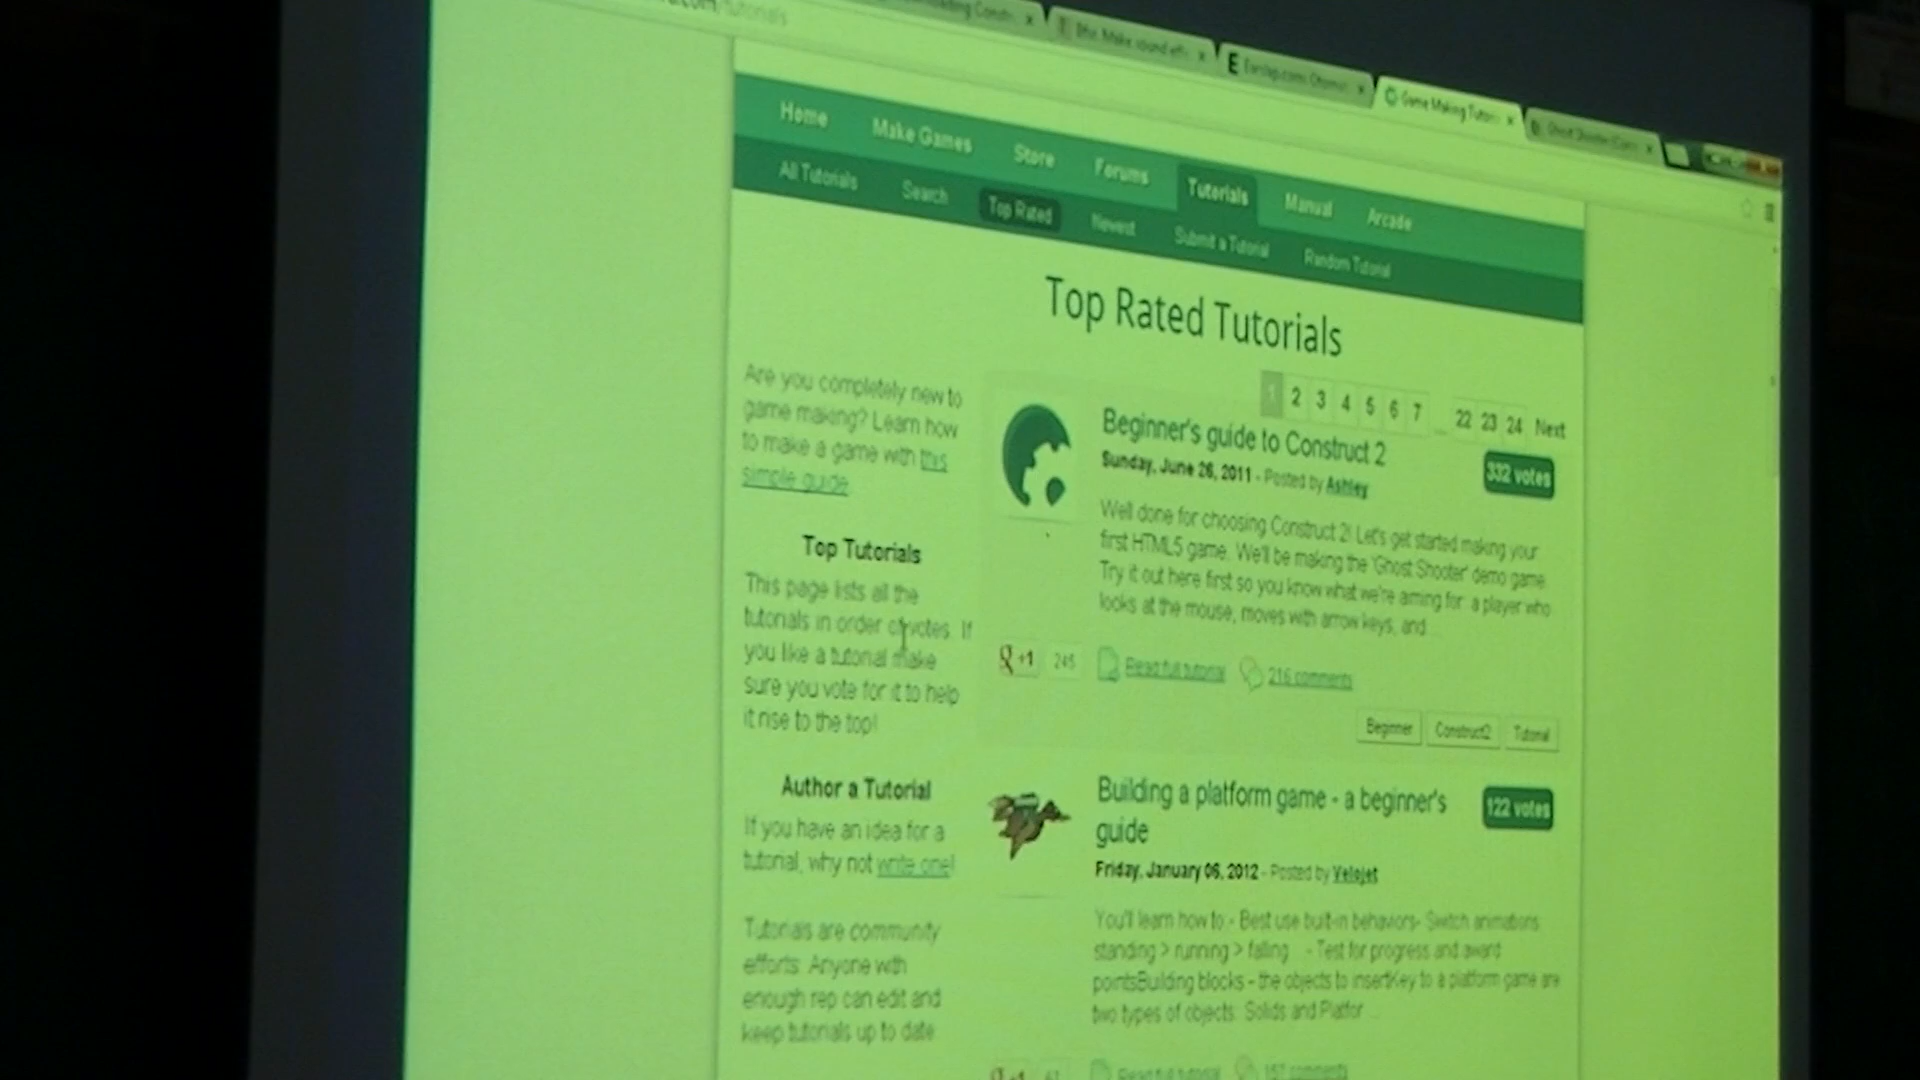 .com/tutorials
Home Make Games Store Forums Tutorials Manual Arcade
All Tutorials Search Top Rated Newest Submit a Tutorial Random Tutorial
Top Rated Tutorials
1 2 3 4 5 6 7 ... 22 23 24 Next
Are you completely new to
game making? Learn how
to make a game with this
simple guide
Top Tutorials
This page lists all the
tutorials in order of votes. If
you like a tutorial make
sure you vote for it to help
it rise to the top!
Author a Tutorial
If you have an idea for a
tutorial, why not write one!
Tutorials are community
efforts. Anyone with
enough rep can edit and
keep tutorials up to date
Beginner's guide to Construct 2
332 votes
Sunday, June 26, 2011 - Posted by Ashley
Well done for choosing Construct 2! Let's get started making your
first HTML5 game. We'll be making the 'Ghost Shooter' demo game.
Try it out here first so you know what we're aiming for: a player who
looks at the mouse, moves with arrow keys, and ...
+1 245 Read full tutorial 216 comments
Beginner Construct2 Tutorial
Building a platform game - a beginner's
guide
122 votes
Friday, January 06, 2012 - Posted by Velojet
You'll learn how to - Best use built-in behaviors- Switch animations
standing > running > falling - Test for progress and award
pointsBuilding blocks – the objects to insertKey to a platform game are
two types of objects: Solids and Platfor ...
Read full tutorial 157 comments